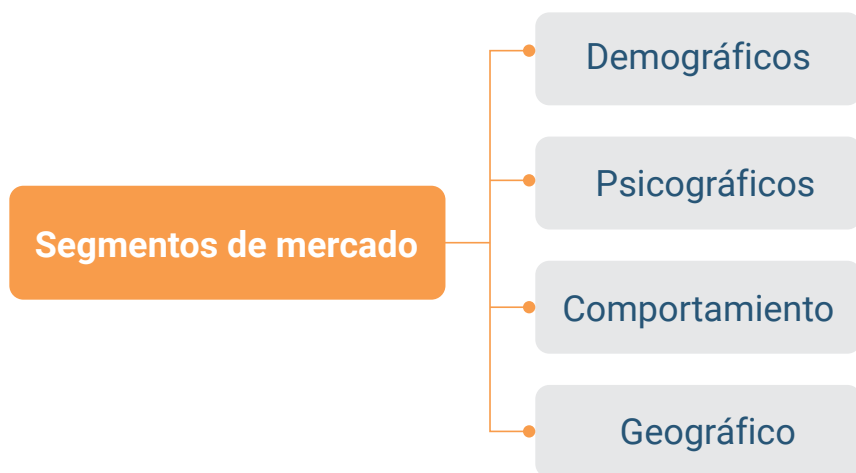 Segmentos de mercado
Demográficos
Psicográficos
Comportamiento
Geográfico